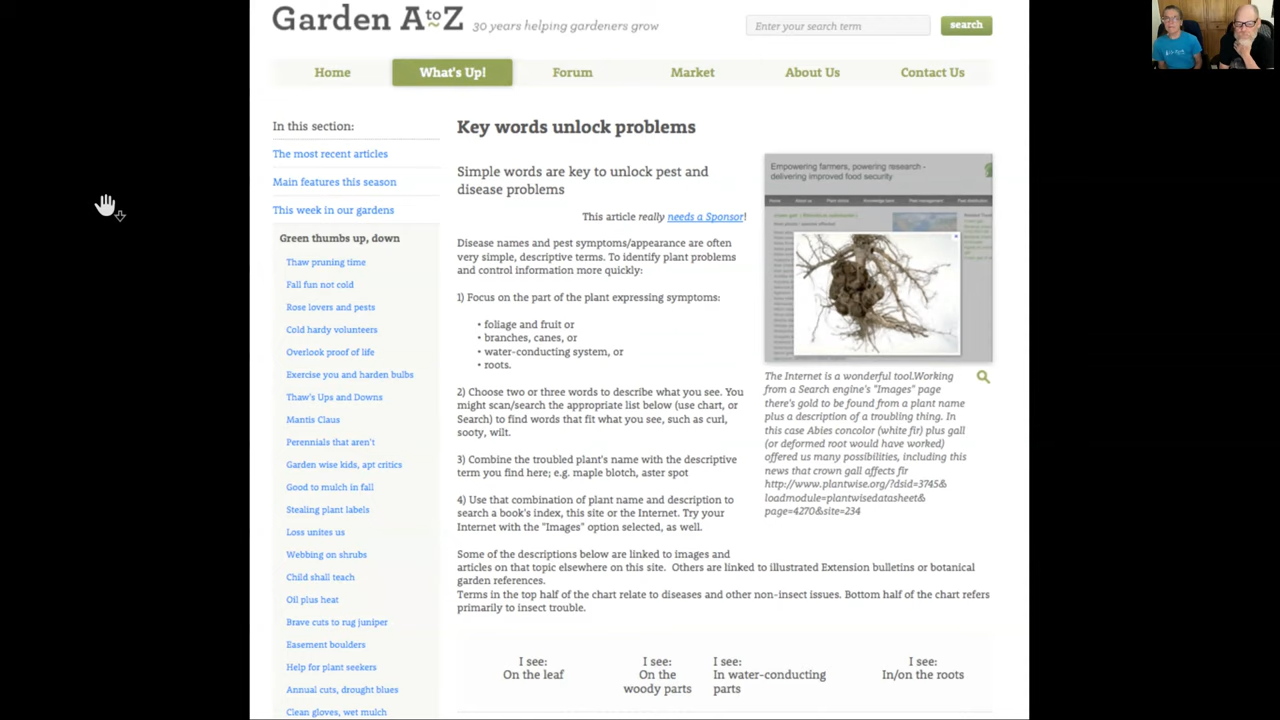 Garden AtoZ 30 years helping gardeners grow
Enter your search term
search
Home What's Up! Forum Market About Us Contact Us
In this section:
The most recent articles
Main features this season
This week in our gardens
Green thumbs up, down
Thaw pruning time
Fall fun not cold
Rose lovers and pests
Cold hardy volunteers
Overlook proof of life
Exercise you and harden bulbs
Thaw's Ups and Downs
Mantis Claus
Perennials that aren't
Garden wise kids, apt critics
Good to mulch in fall
Stealing plant labels
Loss unites us
Webbing on shrubs
Child shall teach
Oil plus heat
Brave cuts to rug juniper
Easement boulders
Help for plant seekers
Annual cuts, drought blues
Clean gloves, wet mulch
Key words unlock problems
Simple words are key to unlock pest and
disease problems
This article really needs a Sponsor!
Disease names and pest symptoms/appearance are often
very simple, descriptive terms. To identify plant problems
and control information more quickly:
1) Focus on the part of the plant expressing symptoms:
• foliage and fruit or
• branches, canes, or
• water-conducting system, or
• roots.
2) Choose two or three words to describe what you see. You
might scan/search the appropriate list below (use chart, or
Search) to find words that fit what you see, such as curl,
sooty, wilt.
3) Combine the troubled plant's name with the descriptive
term you find here; e.g. maple blotch, aster spot
4) Use that combination of plant name and description to
search a book's index, this site or the Internet. Try your
Internet with the "Images" option selected, as well.
Some of the descriptions below are linked to images and
articles on that topic elsewhere on this site. Others are linked to illustrated Extension bulletins or botanical
garden references.
Terms in the top half of the chart relate to diseases and other non-insect issues. Bottom half of the chart refers
primarily to insect trouble.
Empowering farmers, powering research -
delivering improved food security
The Internet is a wonderful tool.Working
from a Search engine's "Images" page
there's gold to be found from a plant name
plus a description of a troubling thing. In
this case Abies concolor (white fir) plus gall
(or deformed root would have worked)
offered us many possibilities, including this
news that crown gall affects fir
http://www.plantwise.org/?dsid=3745&
loadmodule=plantwisedatasheet&
page=4270&site=234
I see:
On the leaf
I see:
On the
woody parts
I see:
In water-conducting
parts
I see:
In/on the roots